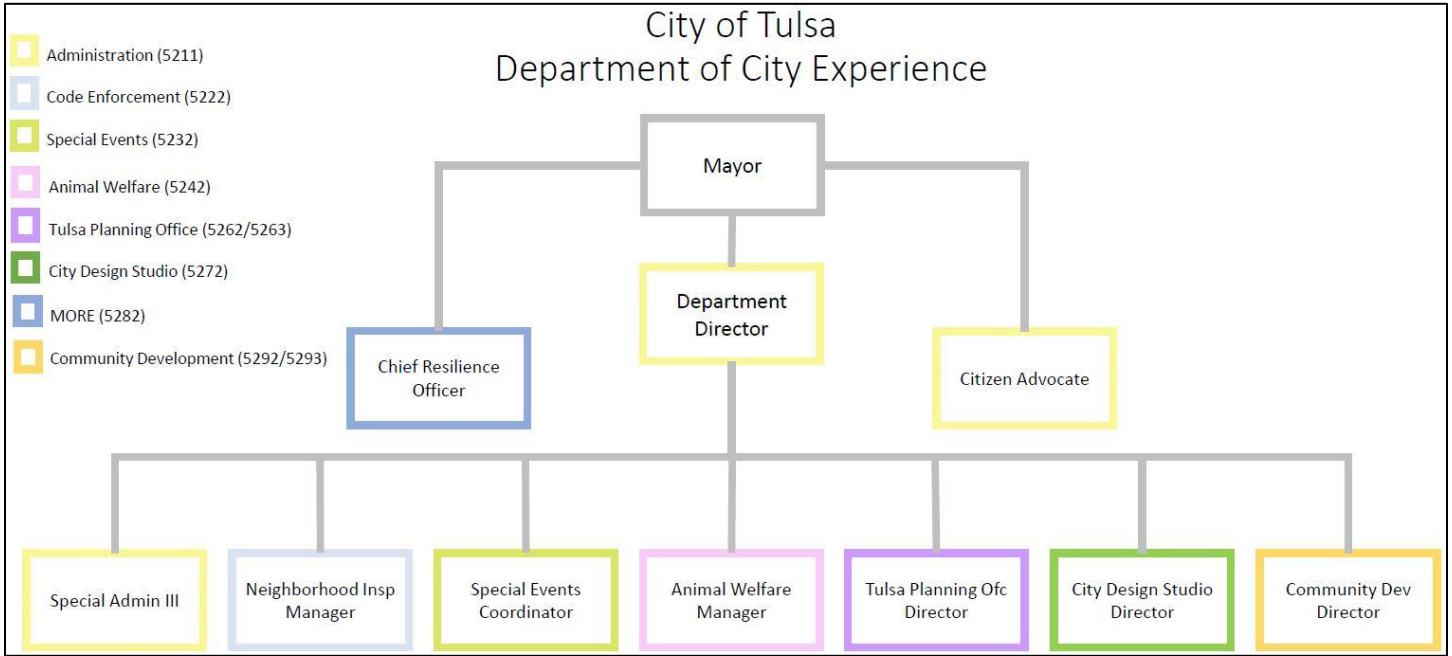 City of Tulsa
Department of City Experience
Administration (5211)
Code Enforcement (5222)
Special Events (5232)
Animal Welfare (5242)
Tulsa Planning Office (5262/5263)
City Design Studio (5272)
MORE (5282)
Community Development (5292/5293)
Mayor
Department
Director
Chief Resilience
Officer
Citizen Advocate
Special Admin III
Neighborhood Insp
Manager
Special Events
Coordinator
Animal Welfare
Manager
Tulsa Planning Ofc
Director
City Design Studio
Director
Community Dev
Director